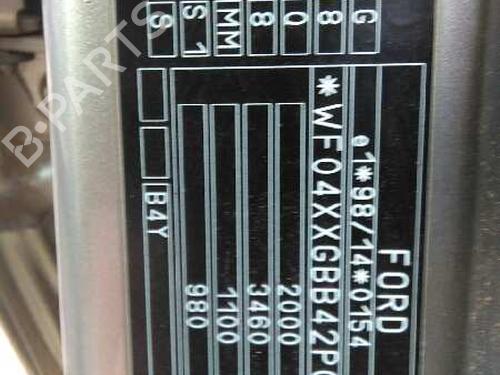 FORD
e1*98/14*0154
*WF04XXGBB42P
2000
3460
1100
980
B4Y
G
8
Q
8
MM
S 1
S
B-PARTS